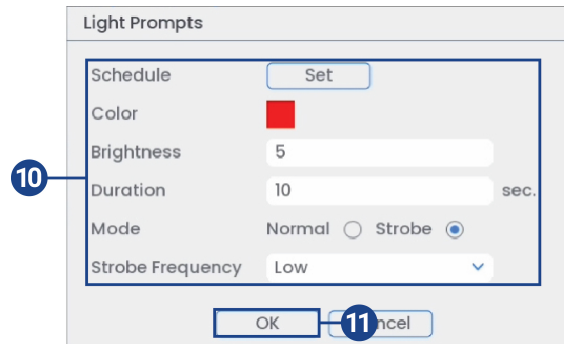 Light Prompts
Schedule Set
Color
Brightness 5
10
Duration 10 sec.
Mode Normal Strobe
Strobe Frequency Low
OK 11 ncel